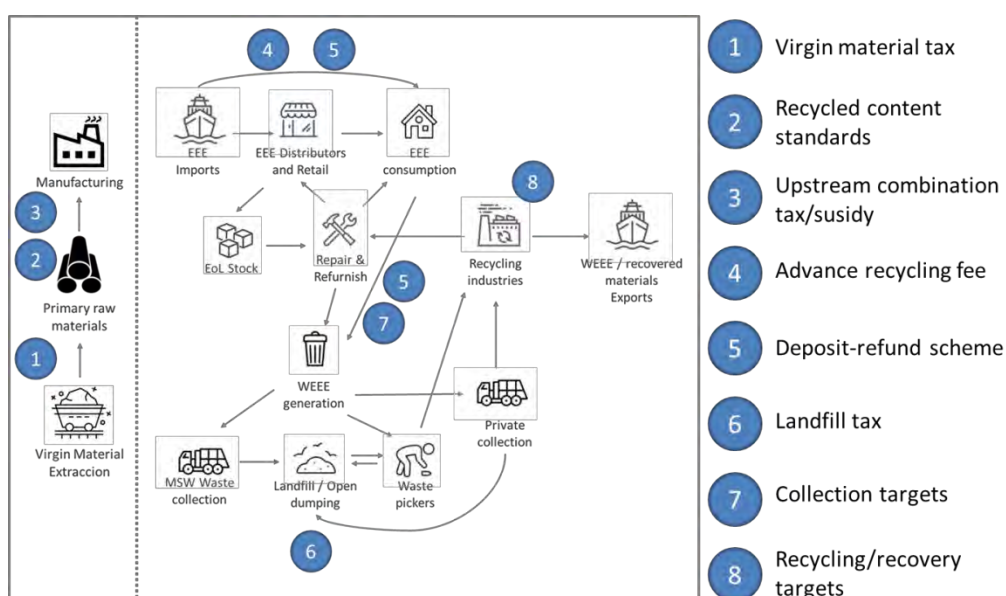 4
5
EEE
Imports
EEE Distributors
and Retail
EEE
consumption
Manufacturing
3
2
Primary raw
materials
1
Virgin Material
Extraccion
8
EoL Stock
Repair &
Refurnish
Recycling
industries
WEEE / recovered
materials
Exports
5
7
WEEE
generation
Private
collection
MSW Waste
collection
Landfill / Open
dumping
Waste
pickers
6
1 Virgin material tax
2 Recycled content
standards
3 Upstream combination
tax/susidy
4 Advance recycling fee
5 Deposit-refund scheme
6 Landfill tax
7 Collection targets
8 Recycling/recovery
targets